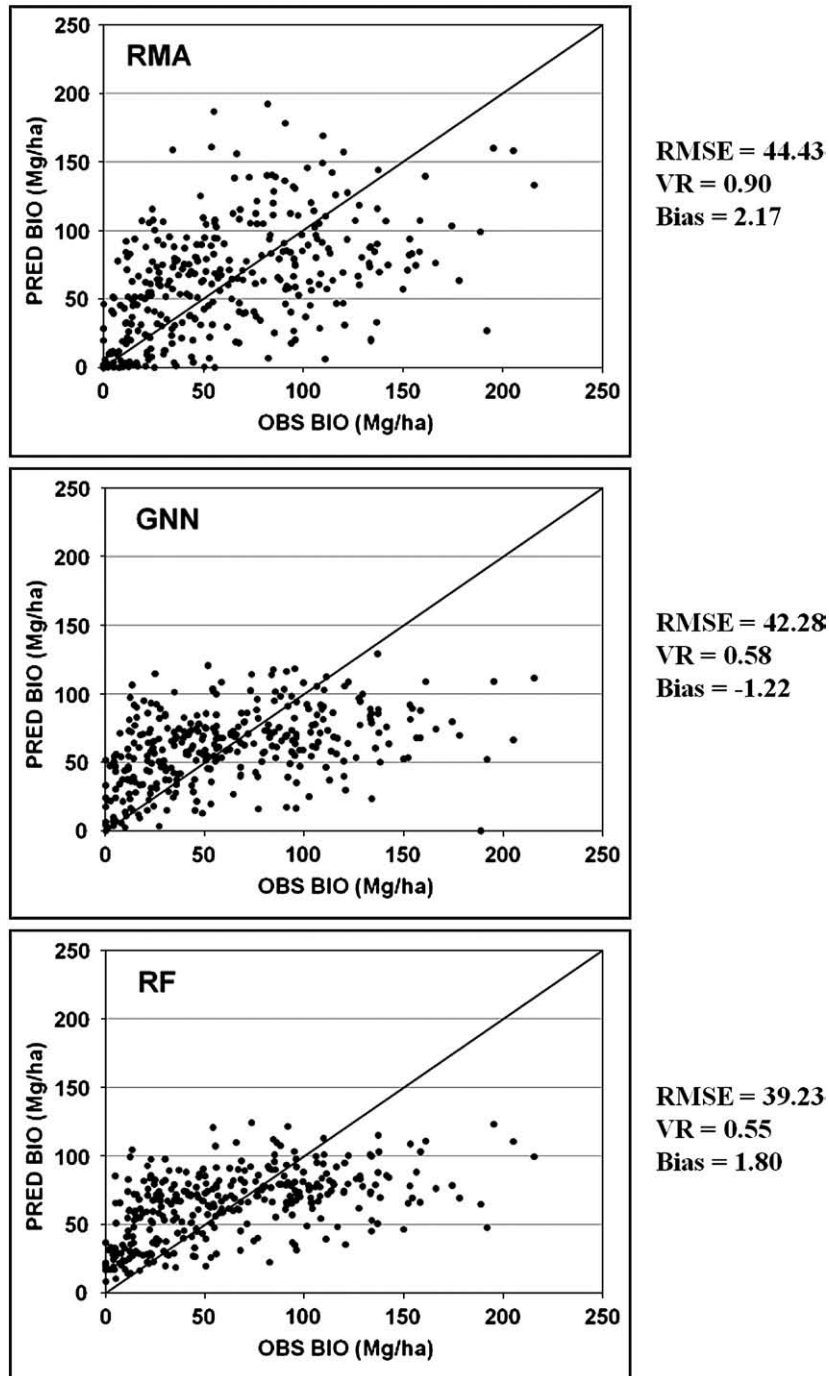 RMA
250
200
150
100
50
0
PRED BIO (Mg/ha)
0 50 100 150 200 250
OBS BIO (Mg/ha)
RMSE = 44.43
VR = 0.90
Bias = 2.17
GNN
250
200
150
100
50
0
PRED BIO (Mg/ha)
0 50 100 150 200 250
OBS BIO (Mg/ha)
RMSE = 42.28
VR = 0.58
Bias = -1.22
RF
250
200
150
100
50
0
PRED BIO (Mg/ha)
0 50 100 150 200 250
OBS BIO (Mg/ha)
RMSE = 39.23
VR = 0.55
Bias = 1.80